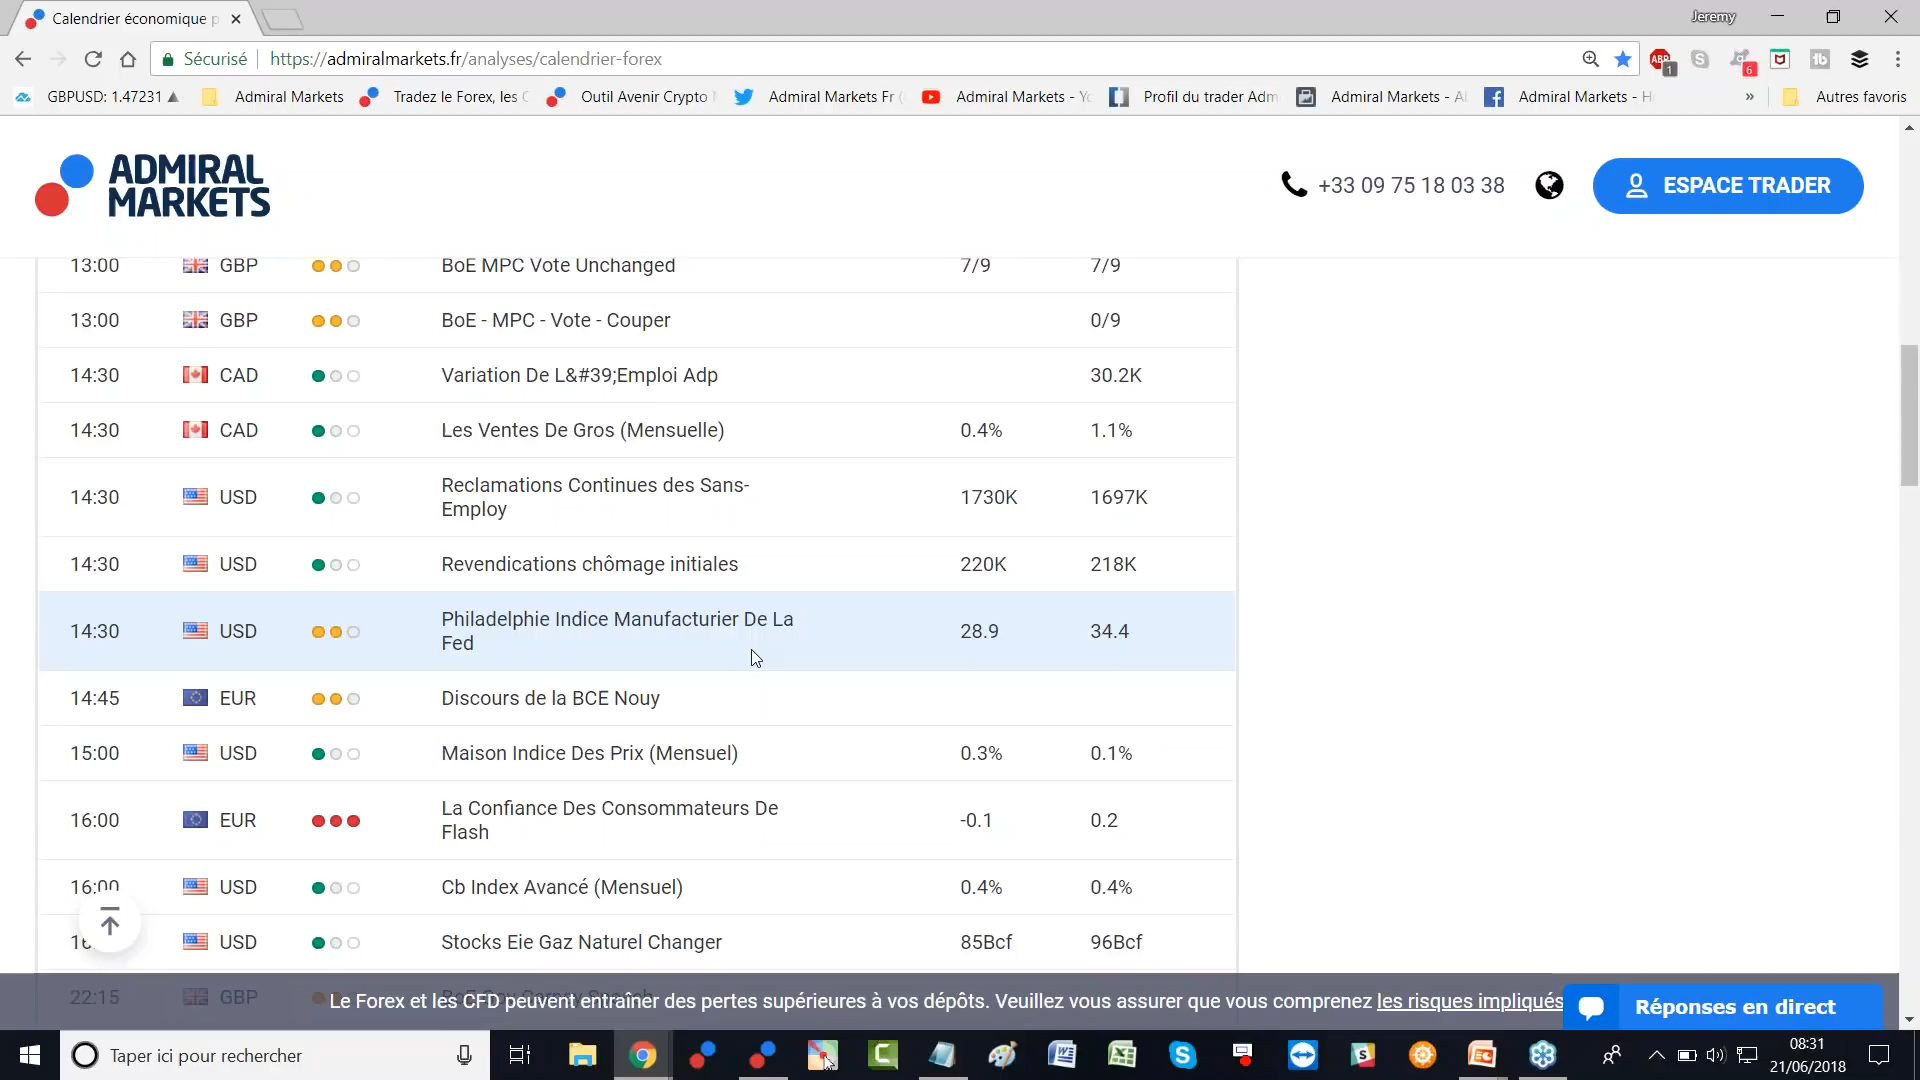 Calendrier économique p
Jeremy
Sécurisé
https://admiralmarkets.fr/analyses/calendrier-forex
ABP
1
6
GBPUSD: 1.47231 ▲
Admiral Markets
Tradez le Forex, les C
Outil Avenir Crypto
Admiral Markets Fr (
Admiral Markets - Yo
Profil du trader Adm
Admiral Markets - Al
Admiral Markets - H
»
Autres favoris
ADMIRAL
MARKETS
+33 09 75 18 03 38
ESPACE TRADER
13:00 GBP BoE MPC Vote Unchanged 7/9 7/9
13:00 GBP BoE - MPC - Vote - Couper 0/9
14:30 CAD Variation De L&#39;Emploi Adp 30.2K
14:30 CAD Les Ventes De Gros (Mensuelle) 0.4% 1.1%
14:30 USD Reclamations Continues des Sans-
Employ 1730K 1697K
14:30 USD Revendications chômage initiales 220K 218K
14:30 USD Philadelphie Indice Manufacturier De La
Fed 28.9 34.4
14:45 EUR Discours de la BCE Nouy
15:00 USD Maison Indice Des Prix (Mensuel) 0.3% 0.1%
16:00 EUR La Confiance Des Consommateurs De
Flash -0.1 0.2
16:00 USD Cb Index Avancé (Mensuel) 0.4% 0.4%
USD Stocks Eie Gaz Naturel Changer 85Bcf 96Bcf
22:15 GBP
Le Forex et les CFD peuvent entraîner des pertes supérieures à vos dépôts. Veuillez vous assurer que vous comprenez les risques impliqués
Réponses en direct
Taper ici pour rechercher
08:31
21/06/2018